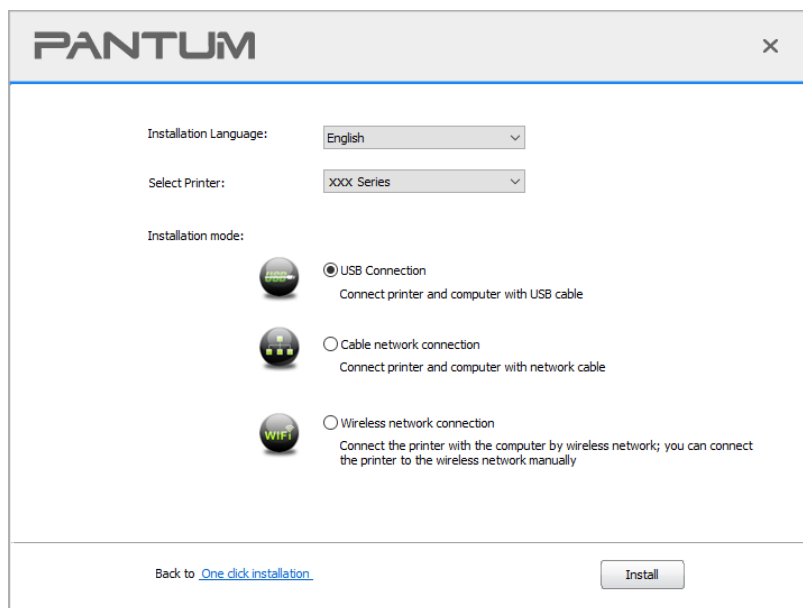 PANTUM
Installation Language:
English
Select Printer:
XXX Series
Installation mode:
USB
USB Connection
Connect printer and computer with USB cable
Cable network connection
Connect printer and computer with network cable
WiFi
Wireless network connection
Connect the printer with the computer by wireless network; you can connect
the printer to the wireless network manually
Back to One click installation
Install